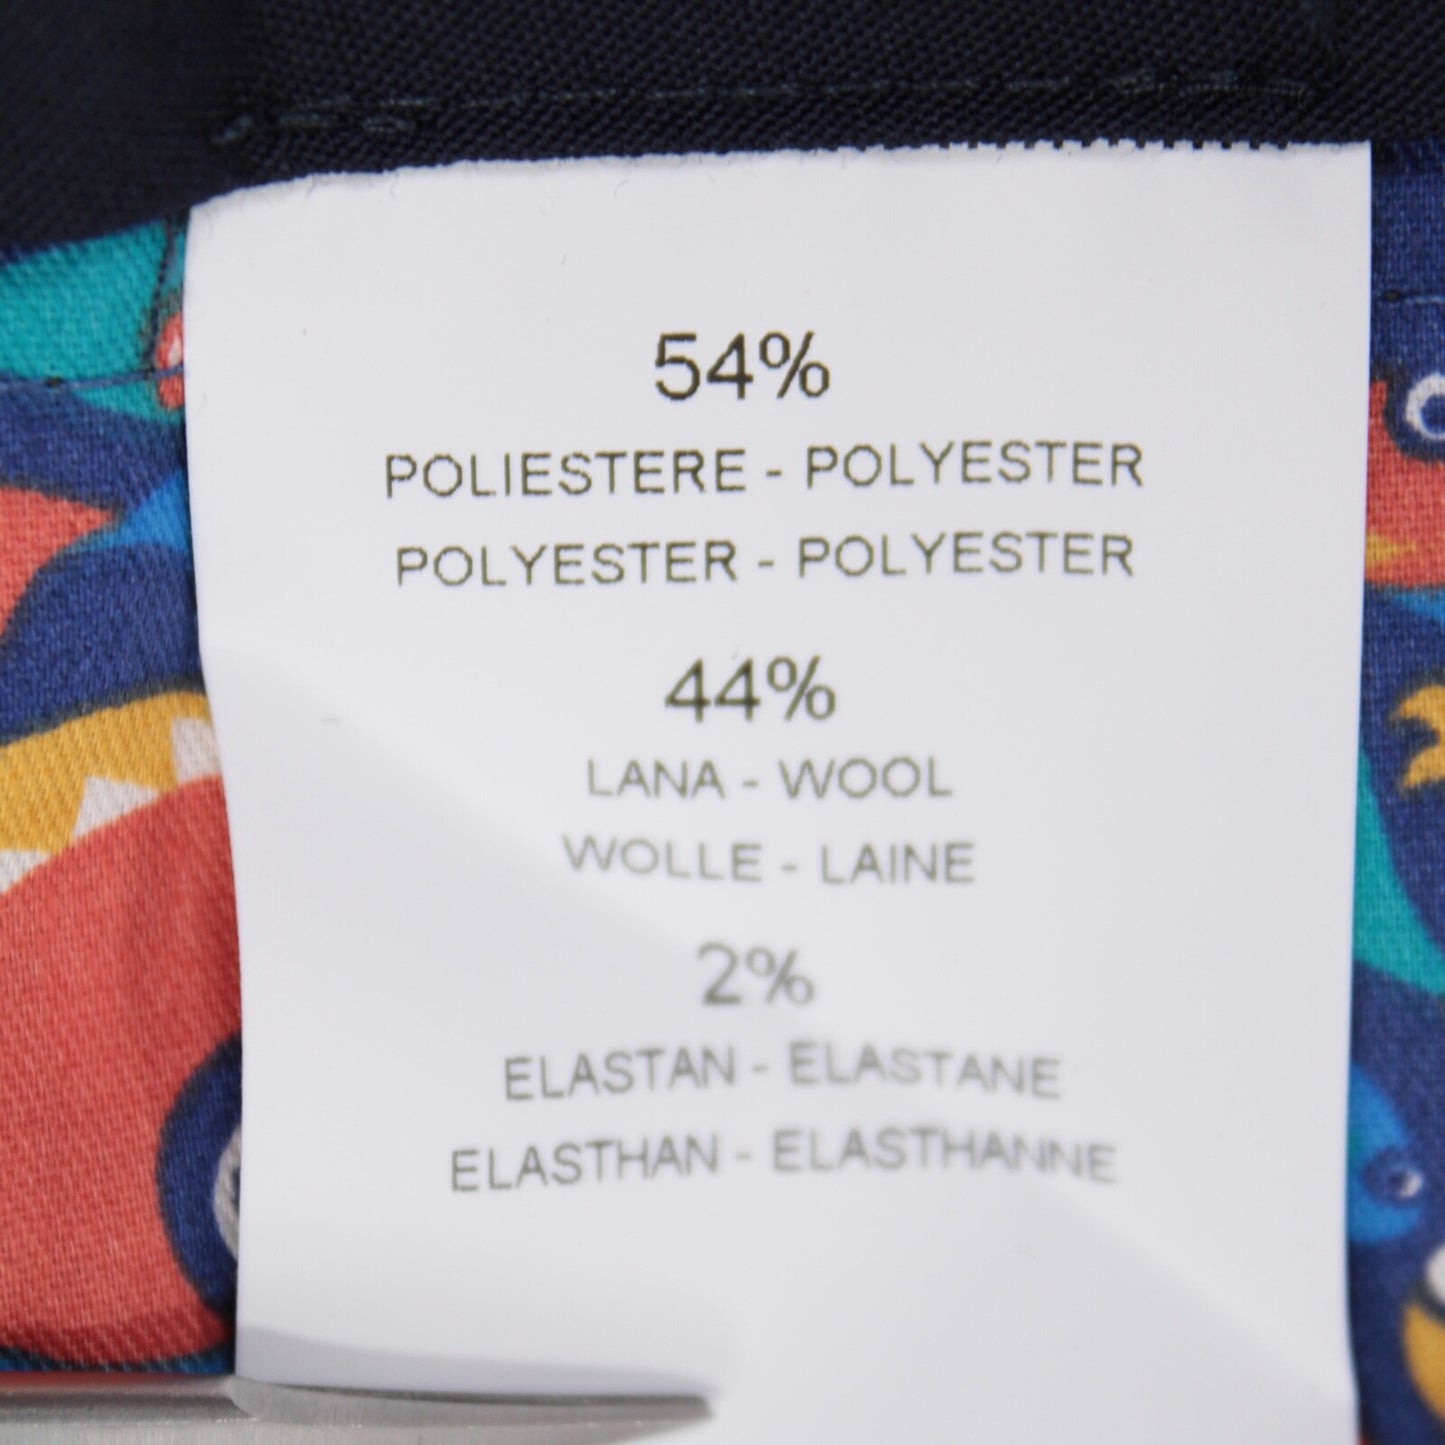 54%
POLIESTERE - POLYESTER
POLYESTER - POLYESTER
44%
LANA - WOOL
WOLLE - LAINE
2%
ELASTAN - ELASTANE
ELASTHAN - ELASTHANNE